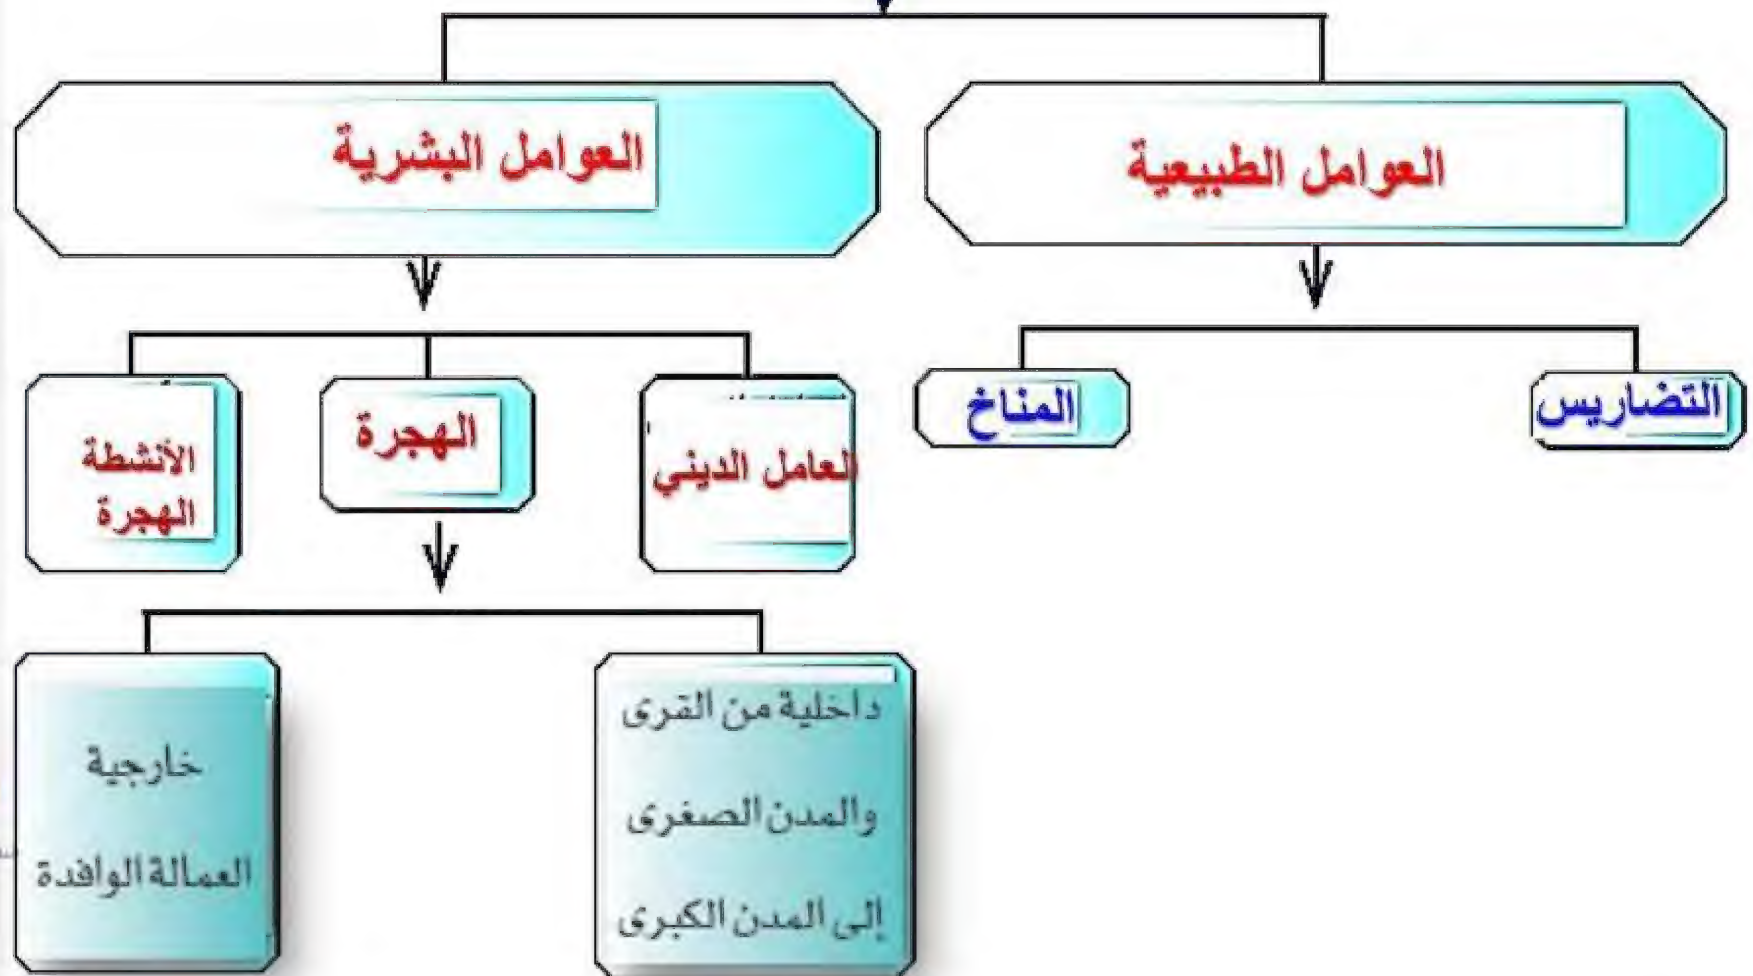 العوامل الطبيعية
العوامل البشرية
التضاريس
المناخ
العامل الديني
الهجرة
الأنشطة
الهجرة
داخلية من القرى
والمدن الصغرى
إلى المدن الكبرى
خارجية
العمالة الوافدة